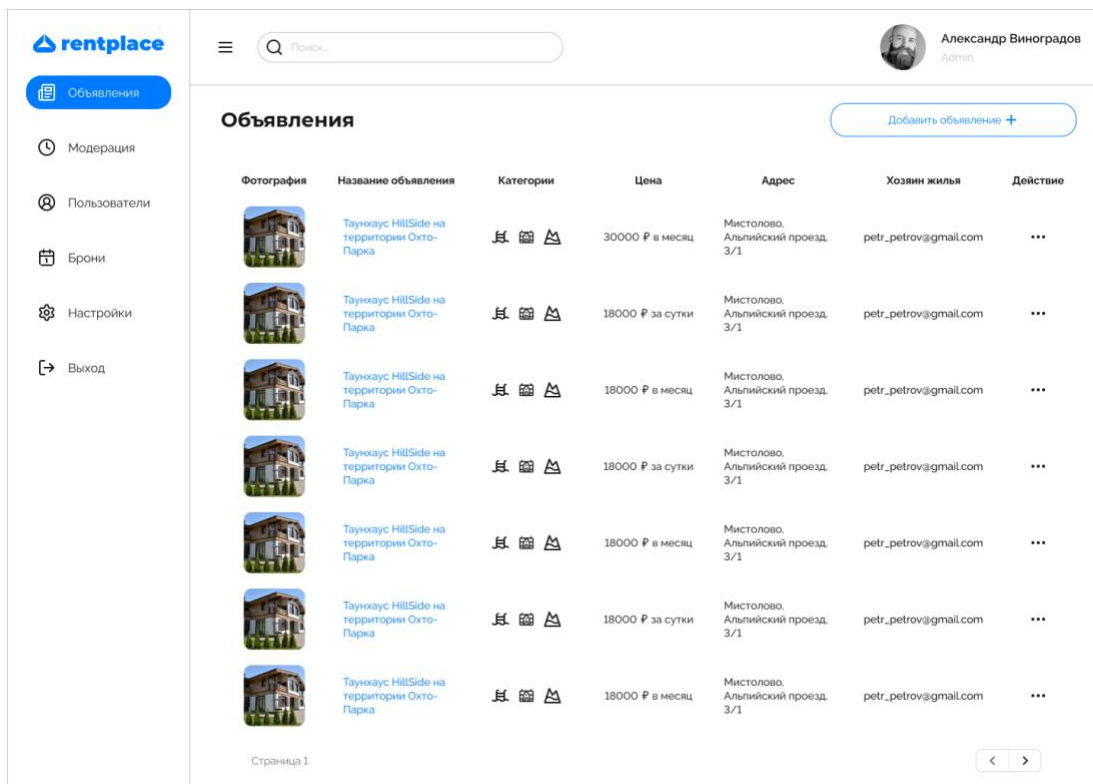 rentplace
Поиск...
Александр Виноградов
Admin
Объявления
Модерация
Пользователи
Брони
Настройки
Выход
Объявления
Добавить объявление +
Фотография Название объявления Категории Цена Адрес Хозяин жилья Действие
Таунхаус HillSide на
территории Охто-
Парка
30000 ₽ в месяц
Мистолово,
Альпийский проезд,
3/1
petr_petrov@gmail.com
Таунхаус HillSide на
территории Охто-
Парка
18000 ₽ за сутки
Мистолово,
Альпийский проезд,
3/1
petr_petrov@gmail.com
Таунхаус HillSide на
территории Охто-
Парка
18000 ₽ в месяц
Мистолово,
Альпийский проезд,
3/1
petr_petrov@gmail.com
Таунхаус HillSide на
территории Охто-
Парка
18000 ₽ за сутки
Мистолово,
Альпийский проезд,
3/1
petr_petrov@gmail.com
Таунхаус HillSide на
территории Охто-
Парка
18000 ₽ в месяц
Мистолово,
Альпийский проезд,
3/1
petr_petrov@gmail.com
Таунхаус HillSide на
территории Охто-
Парка
18000 ₽ за сутки
Мистолово,
Альпийский проезд,
3/1
petr_petrov@gmail.com
Таунхаус HillSide на
территории Охто-
Парка
18000 ₽ в месяц
Мистолово,
Альпийский проезд,
3/1
petr_petrov@gmail.com
Страница 1